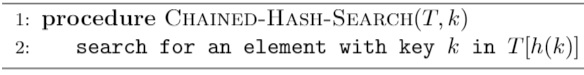 1: procedure CHAINED-HASH-SEARCH(T, k)
2: search for an element with key k in T[h(k)]